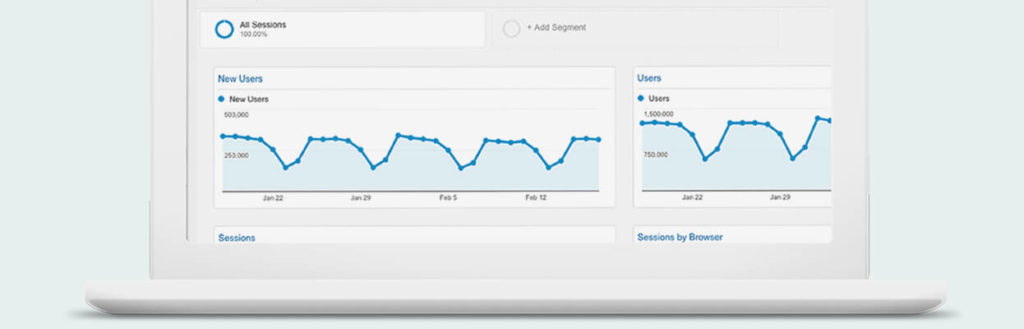 All Sessions
100.00%
+ Add Segment
New Users
New Users
500,000
250,000
Jan 22
Jan 29
Feb 5
Feb 12
Users
Users
1,500,000
750,000
Jan 22
Jan 29
Sessions
Sessions by Browser